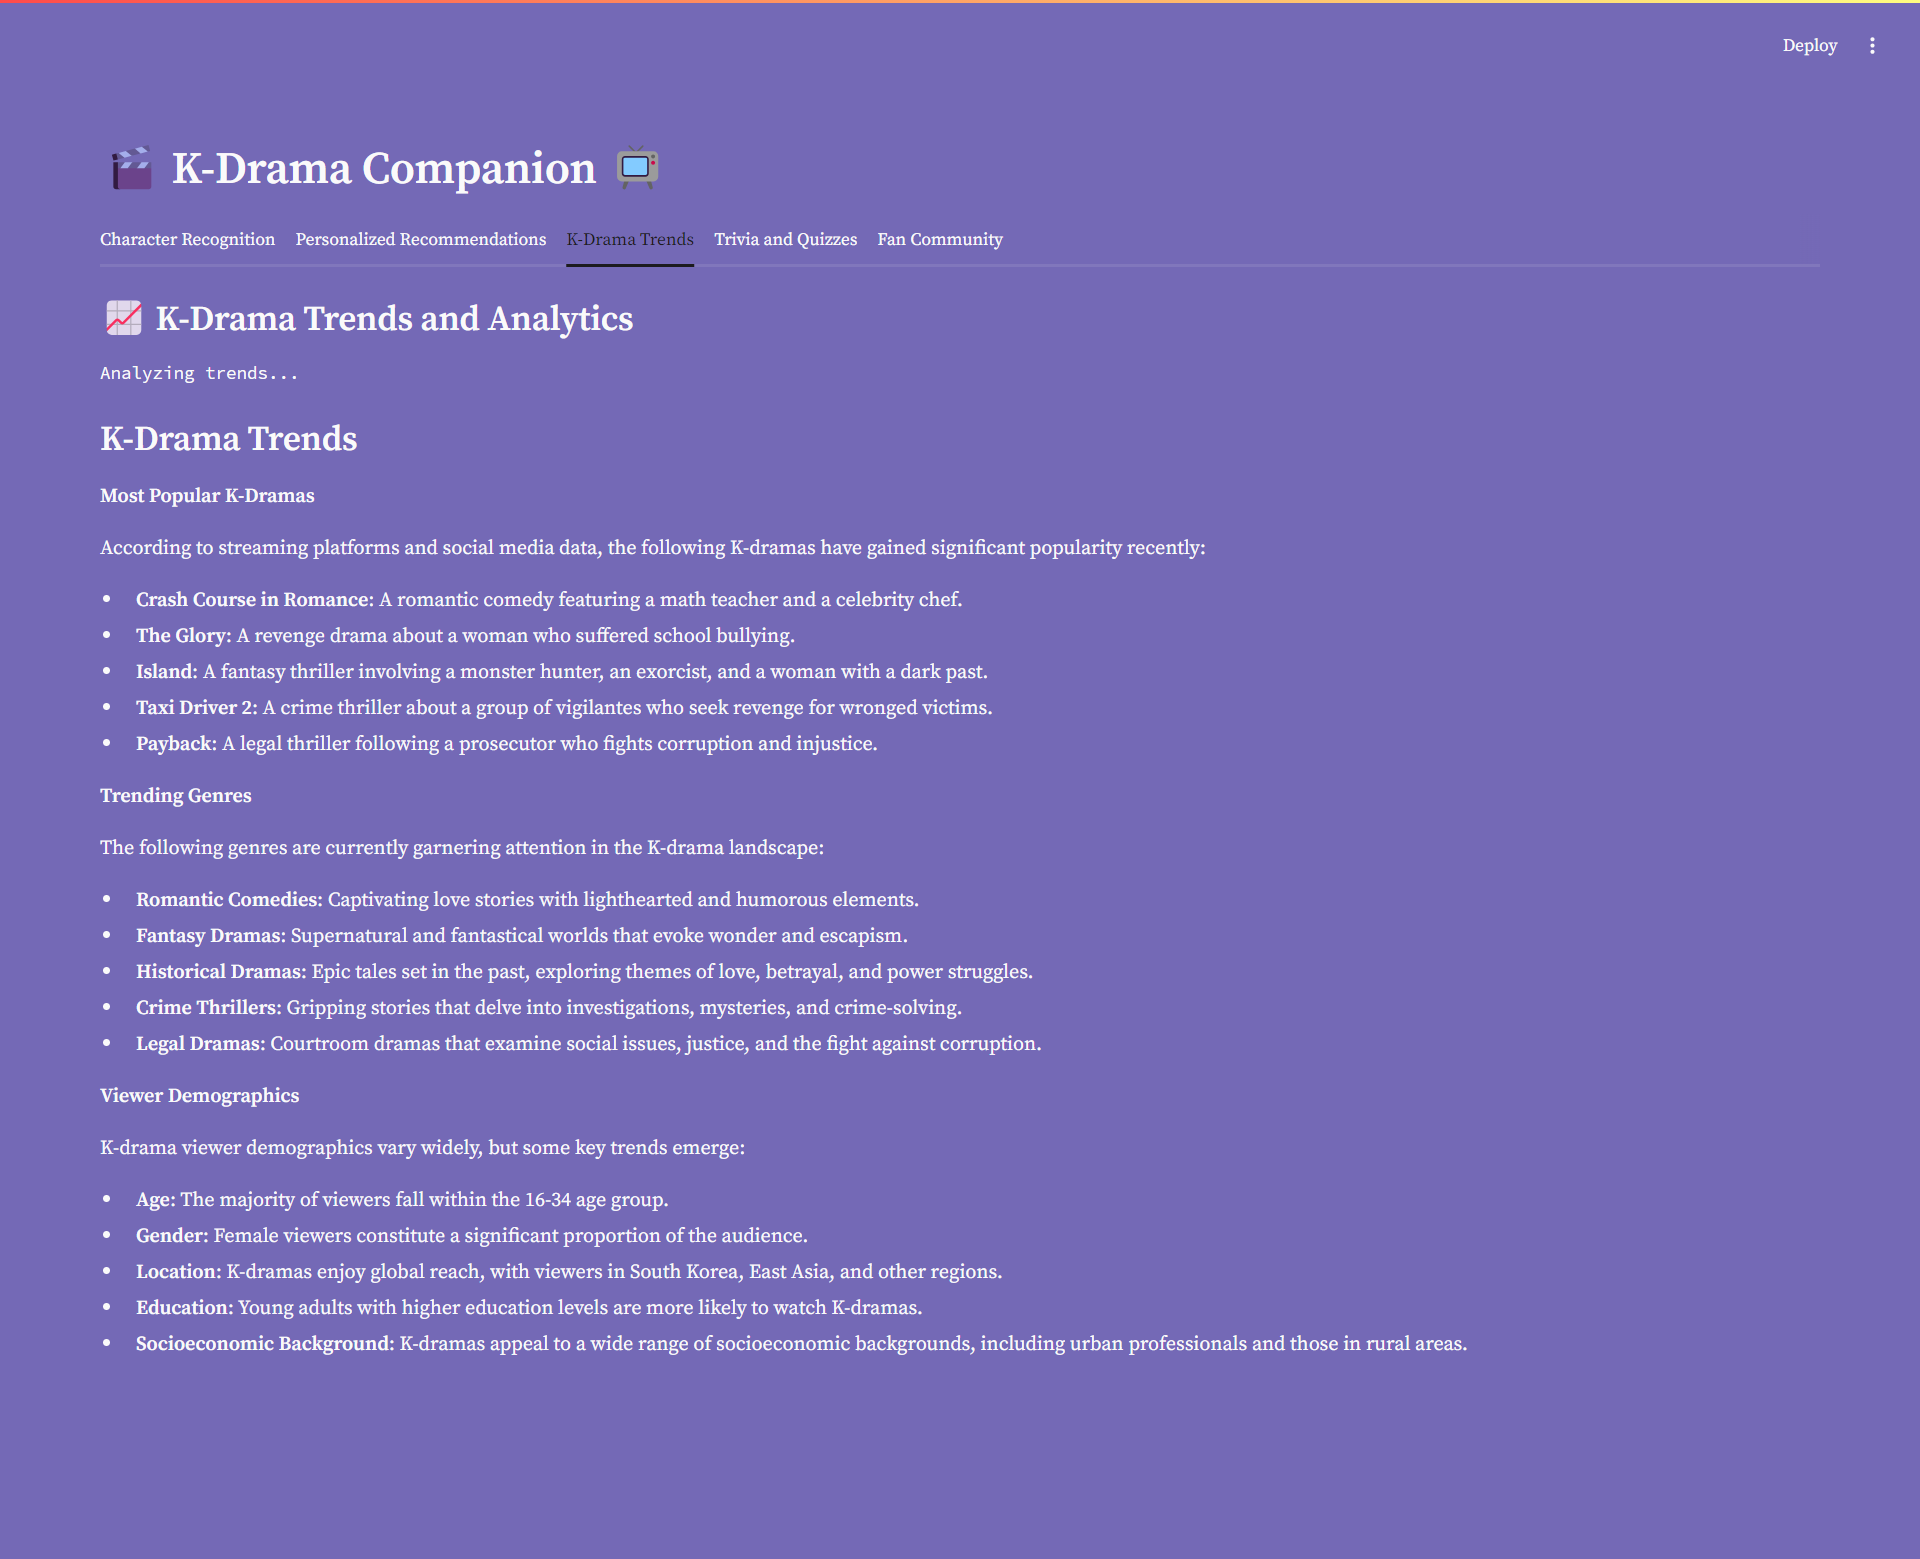 Deploy
K-Drama Companion
Character Recognition Personalized Recommendations K-Drama Trends Trivia and Quizzes Fan Community
K-Drama Trends and Analytics
Analyzing trends...
K-Drama Trends
Most Popular K-Dramas
According to streaming platforms and social media data, the following K-dramas have gained significant popularity recently:
• Crash Course in Romance: A romantic comedy featuring a math teacher and a celebrity chef.
• The Glory: A revenge drama about a woman who suffered school bullying.
• Island: A fantasy thriller involving a monster hunter, an exorcist, and a woman with a dark past.
• Taxi Driver 2: A crime thriller about a group of vigilantes who seek revenge for wronged victims.
• Payback: A legal thriller following a prosecutor who fights corruption and injustice.
Trending Genres
The following genres are currently garnering attention in the K-drama landscape:
• Romantic Comedies: Captivating love stories with lighthearted and humorous elements.
• Fantasy Dramas: Supernatural and fantastical worlds that evoke wonder and escapism.
• Historical Dramas: Epic tales set in the past, exploring themes of love, betrayal, and power struggles.
• Crime Thrillers: Gripping stories that delve into investigations, mysteries, and crime-solving.
• Legal Dramas: Courtroom dramas that examine social issues, justice, and the fight against corruption.
Viewer Demographics
K-drama viewer demographics vary widely, but some key trends emerge:
• Age: The majority of viewers fall within the 16-34 age group.
• Gender: Female viewers constitute a significant proportion of the audience.
• Location: K-dramas enjoy global reach, with viewers in South Korea, East Asia, and other regions.
• Education: Young adults with higher education levels are more likely to watch K-dramas.
• Socioeconomic Background: K-dramas appeal to a wide range of socioeconomic backgrounds, including urban professionals and those in rural areas.